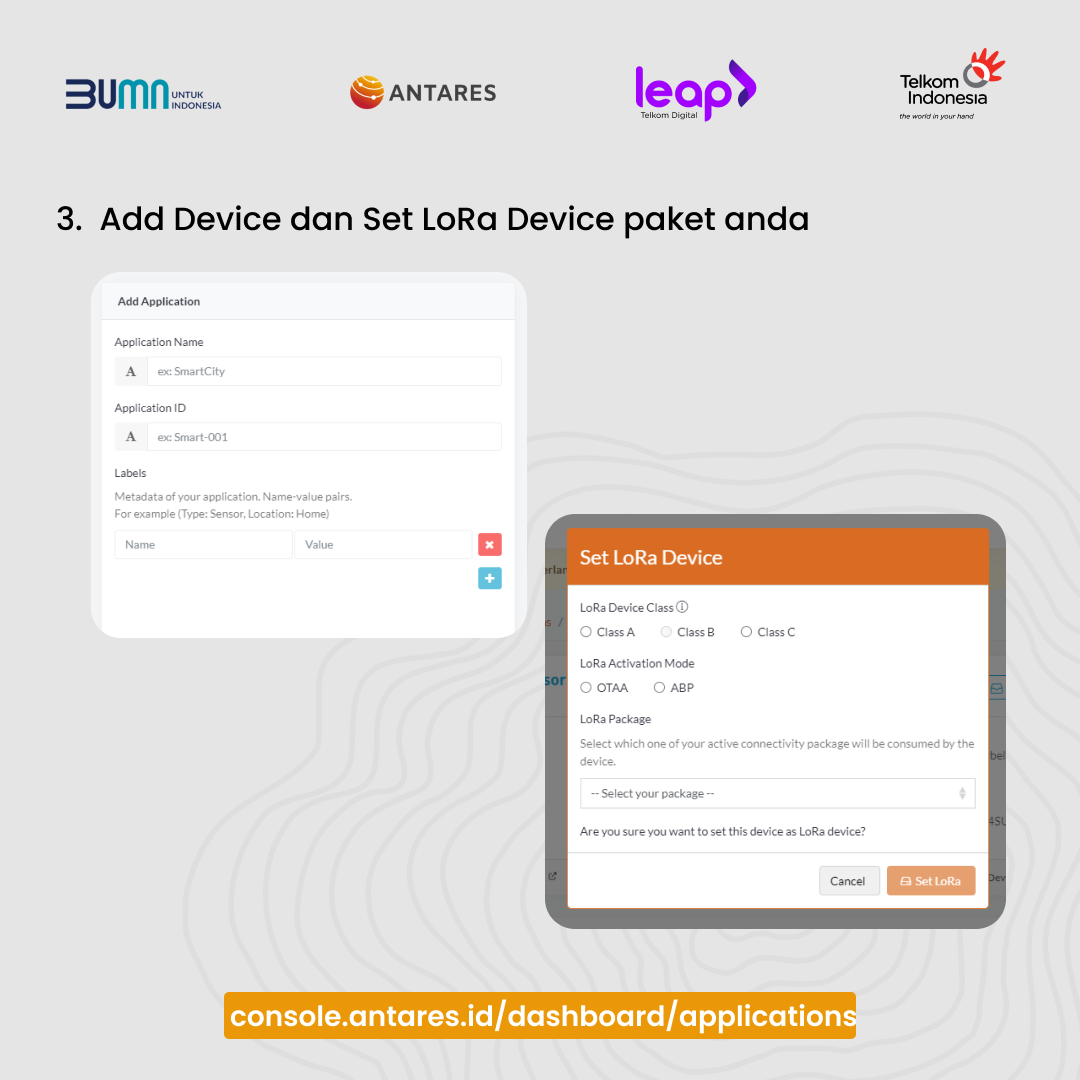 BUMN UNTUK INDONESIA
ANTARES
leap
Telkom Digital
Telkom Indonesia
the world in your hand
3. Add Device dan Set LoRa Device paket anda
Add Application
Application Name
A ex: SmartCity
Application ID
A ex: Smart-001
Labels
Metadata of your application. Name-value pairs.
For example (Type: Sensor, Location: Home)
Name Value
Set LoRa Device
LoRa Device Class
Class A Class B Class C
LoRa Activation Mode
OTAA ABP
LoRa Package
Select which one of your active connectivity package will be consumed by the
device.
-- Select your package --
Are you sure you want to set this device as LoRa device?
Cancel Set LoRa
console.antares.id/dashboard/applications